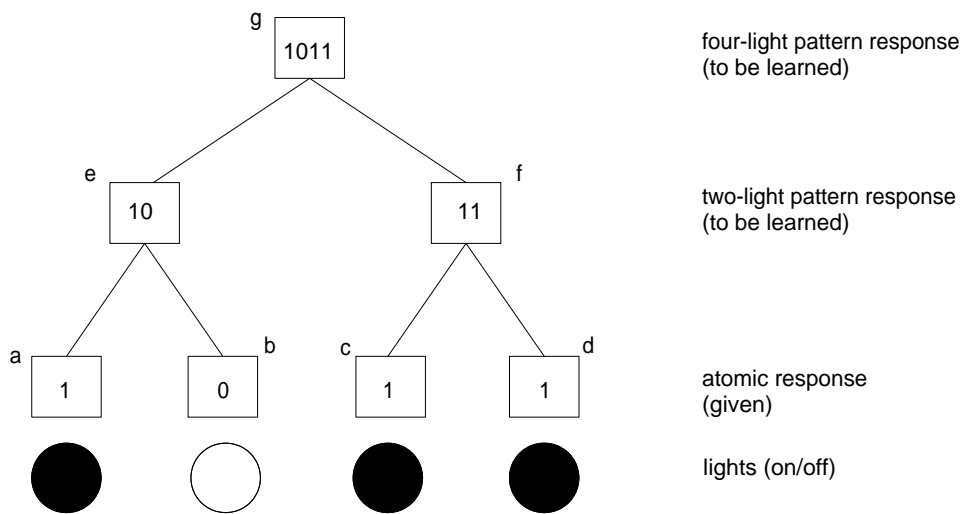 g
1011
four-light pattern response
(to be learned)
e
f
10
11
two-light pattern response
(to be learned)
a
b
c
d
1
0
1
1
atomic response
(given)
lights (on/off)